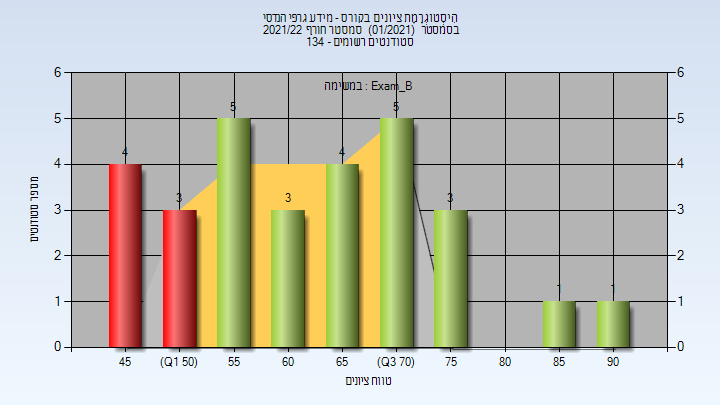 היסטוגרמת ציונים בקורס - מידע גרפי הנדסי
בסמסטר (01/2021) סמסטר חורף 2021/22
סטודנטים רשומים - 134
במשימה : Exam_B
מספר סטודנטים
6 5 4 3 2 1 0
4 3 5 3 4 5 3 1 1
6 5 4 3 2 1 0
45 (Q1 50) 55 60 65 (Q3 70) 75 80 85 90
טווח ציונים